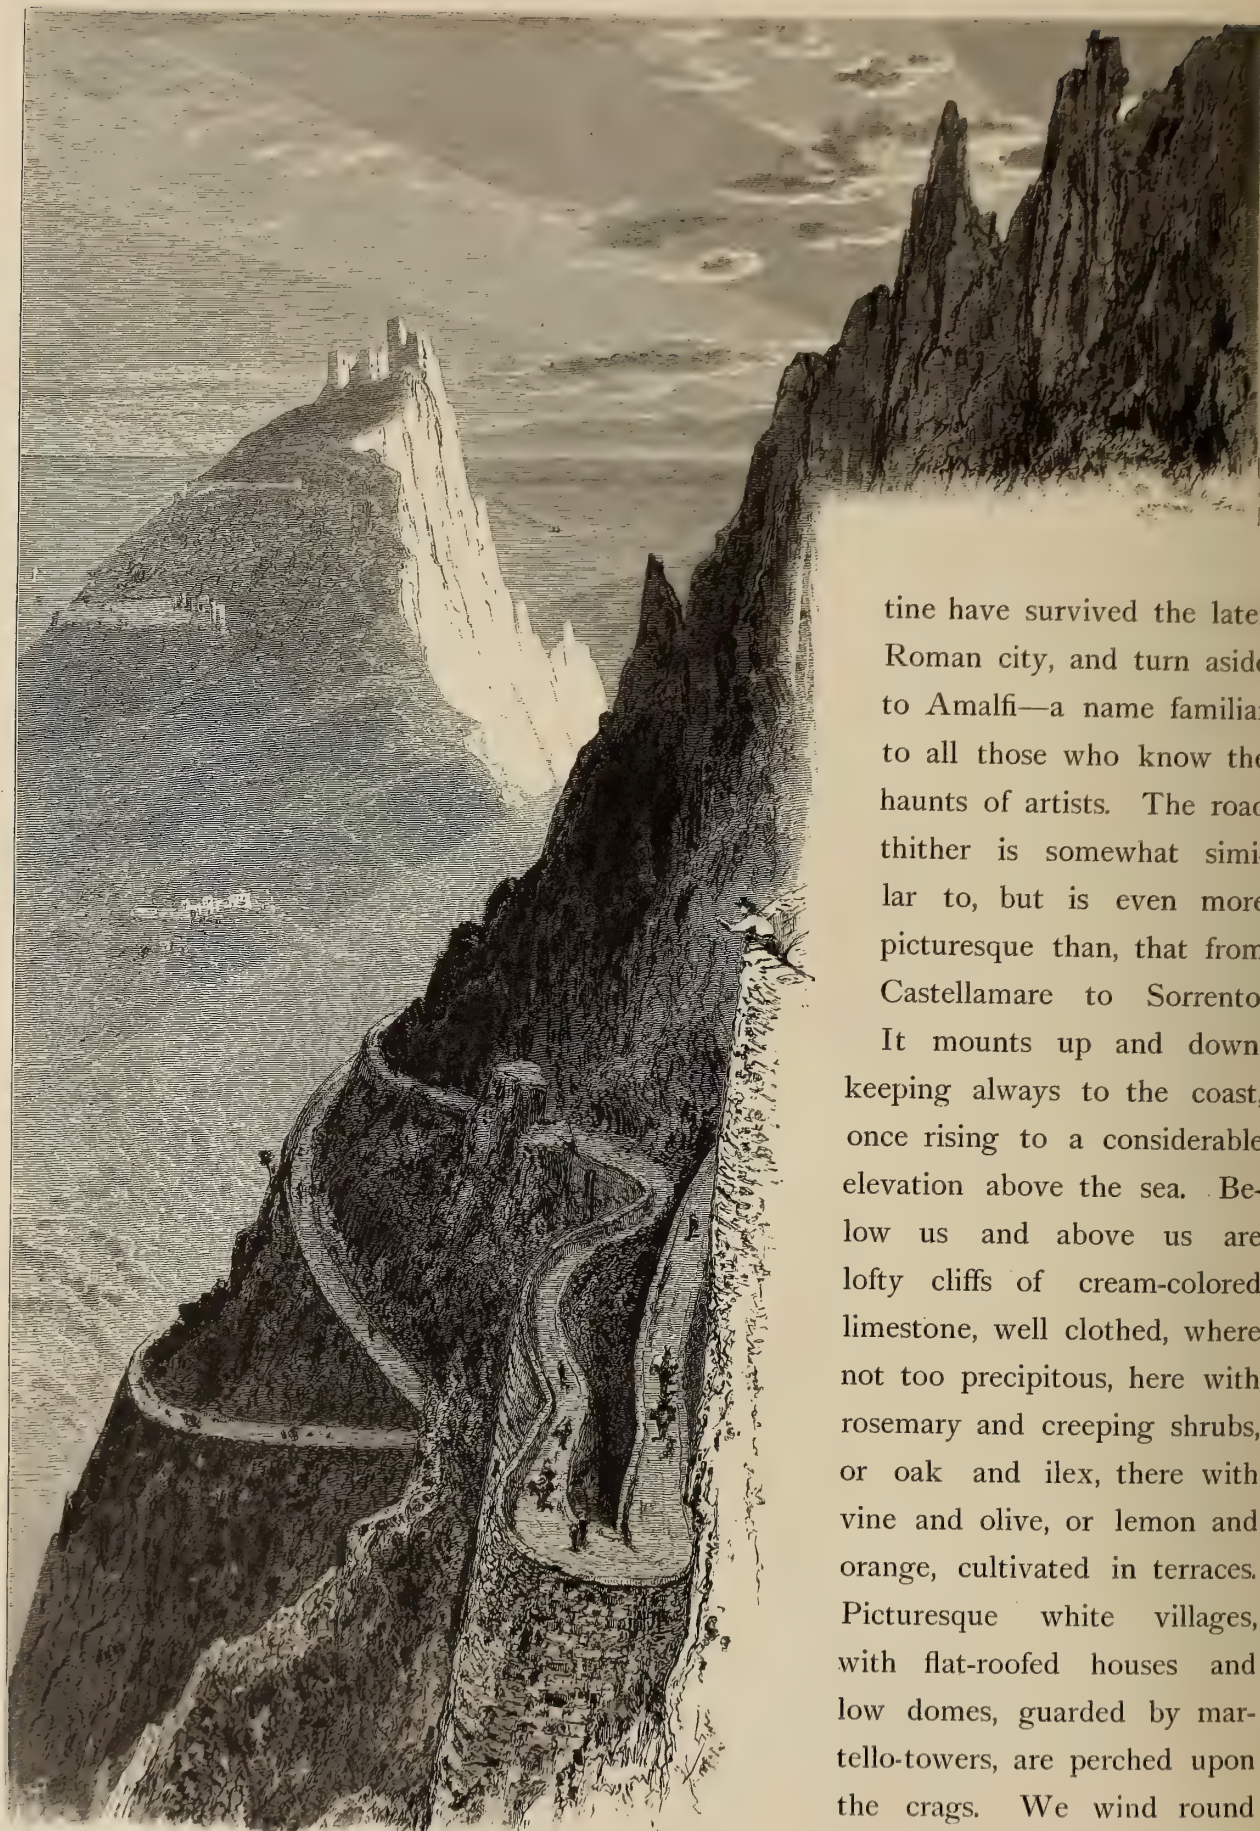 tine have survived the late
Roman city, and turn aside
to Amalfi—a name familiar
to all those who know the
haunts of artists. The road
thither is somewhat simi-
lar to, but is even more
picturesque than, that from
Castellamare to Sorrento
It mounts up and down
keeping always to the coast,
once rising to a considerable
elevation above the sea. Be-
low us and above us are
lofty cliffs of cream-colored
limestone, well clothed, where
not too precipitous, here with
rosemary and creeping shrubs,
or oak and ilex, there with
vine and olive, or lemon and
orange, cultivated in terraces.
Picturesque white villages,
with flat-roofed houses and
low domes, guarded by mar-
tello-towers, are perched upon
the crags. We wind round